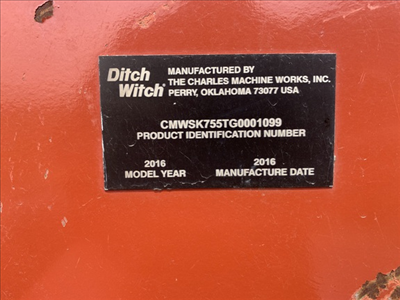 Ditch Witch®
MANUFACTURED BY
THE CHARLES MACHINE WORKS, INC.
PERRY, OKLAHOMA 73077 USA
CMWSK755TG0001099
PRODUCT IDENTIFICATION NUMBER
2016
MODEL YEAR
2016
MANUFACTURE DATE